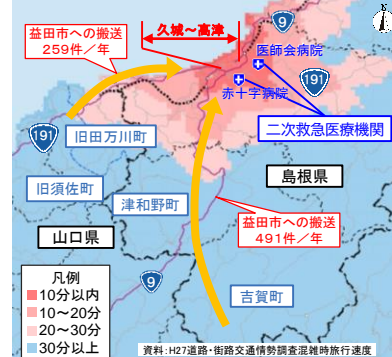 益田市への搬送
259件／年
久城～高津
9
N
医師会病院
191
赤十字病院
二次救急医療機関
191
旧田万川町
旧須佐町
島根県
津和野町
山口県
益田市への搬送
491件／年
9
吉賀町
凡例
10分以内
10～20分
20～30分
30分以上
資料：H27道路・街路交通情勢調査混雑時旅行速度